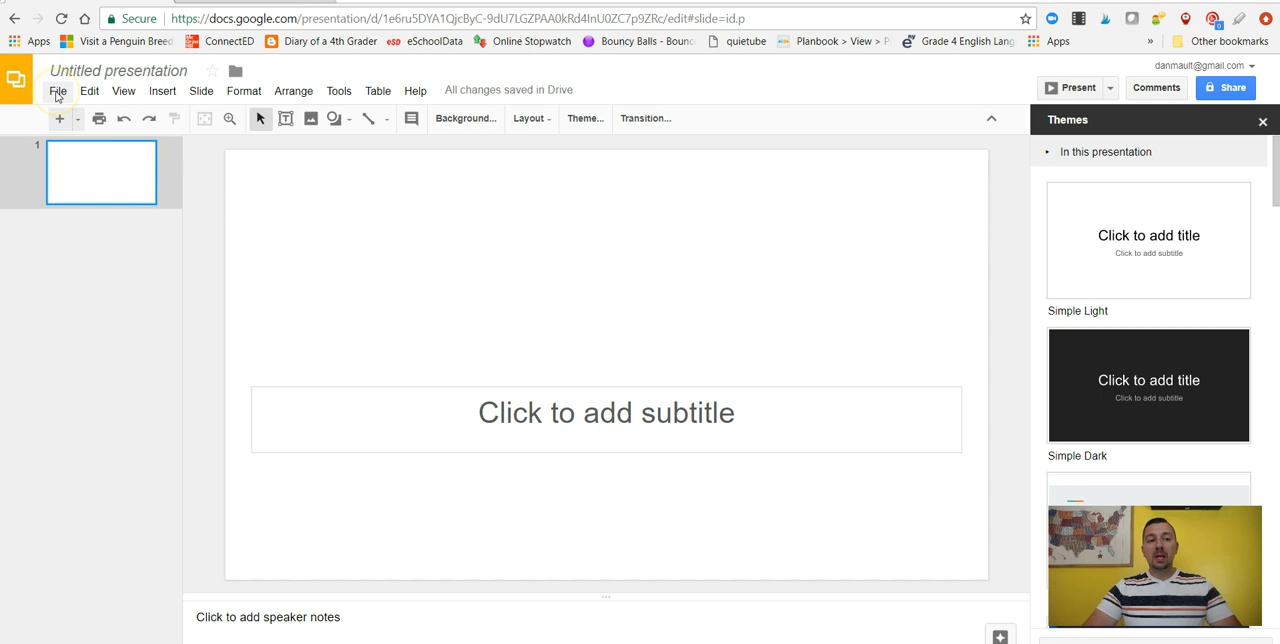 Secure https://docs.google.com/presentation/d/1e6ru5DYA1QjcByC-9dU7LGZPAA0kRd4InU0ZC7p9ZRc/edit#slide=id.p
Apps Visit a Penguin Breed ConnectED Diary of a 4th Grader esD eSchoolData Online Stopwatch Bouncy Balls - Bounc Planbook > View > P Grade 4 English Lang Apps » Other bookmarks
quietube
Untitled presentation
danmault@gmail.com
File Edit View Insert Slide Format Arrange Tools Table Help All changes saved in Drive
Present Comments Share
Background... Layout Theme... Transition...
Themes
In this presentation
1
Click to add title
Click to add subtitle
Simple Light
Click to add title
Click to add subtitle
Simple Dark
Click to add subtitle
Click to add speaker notes